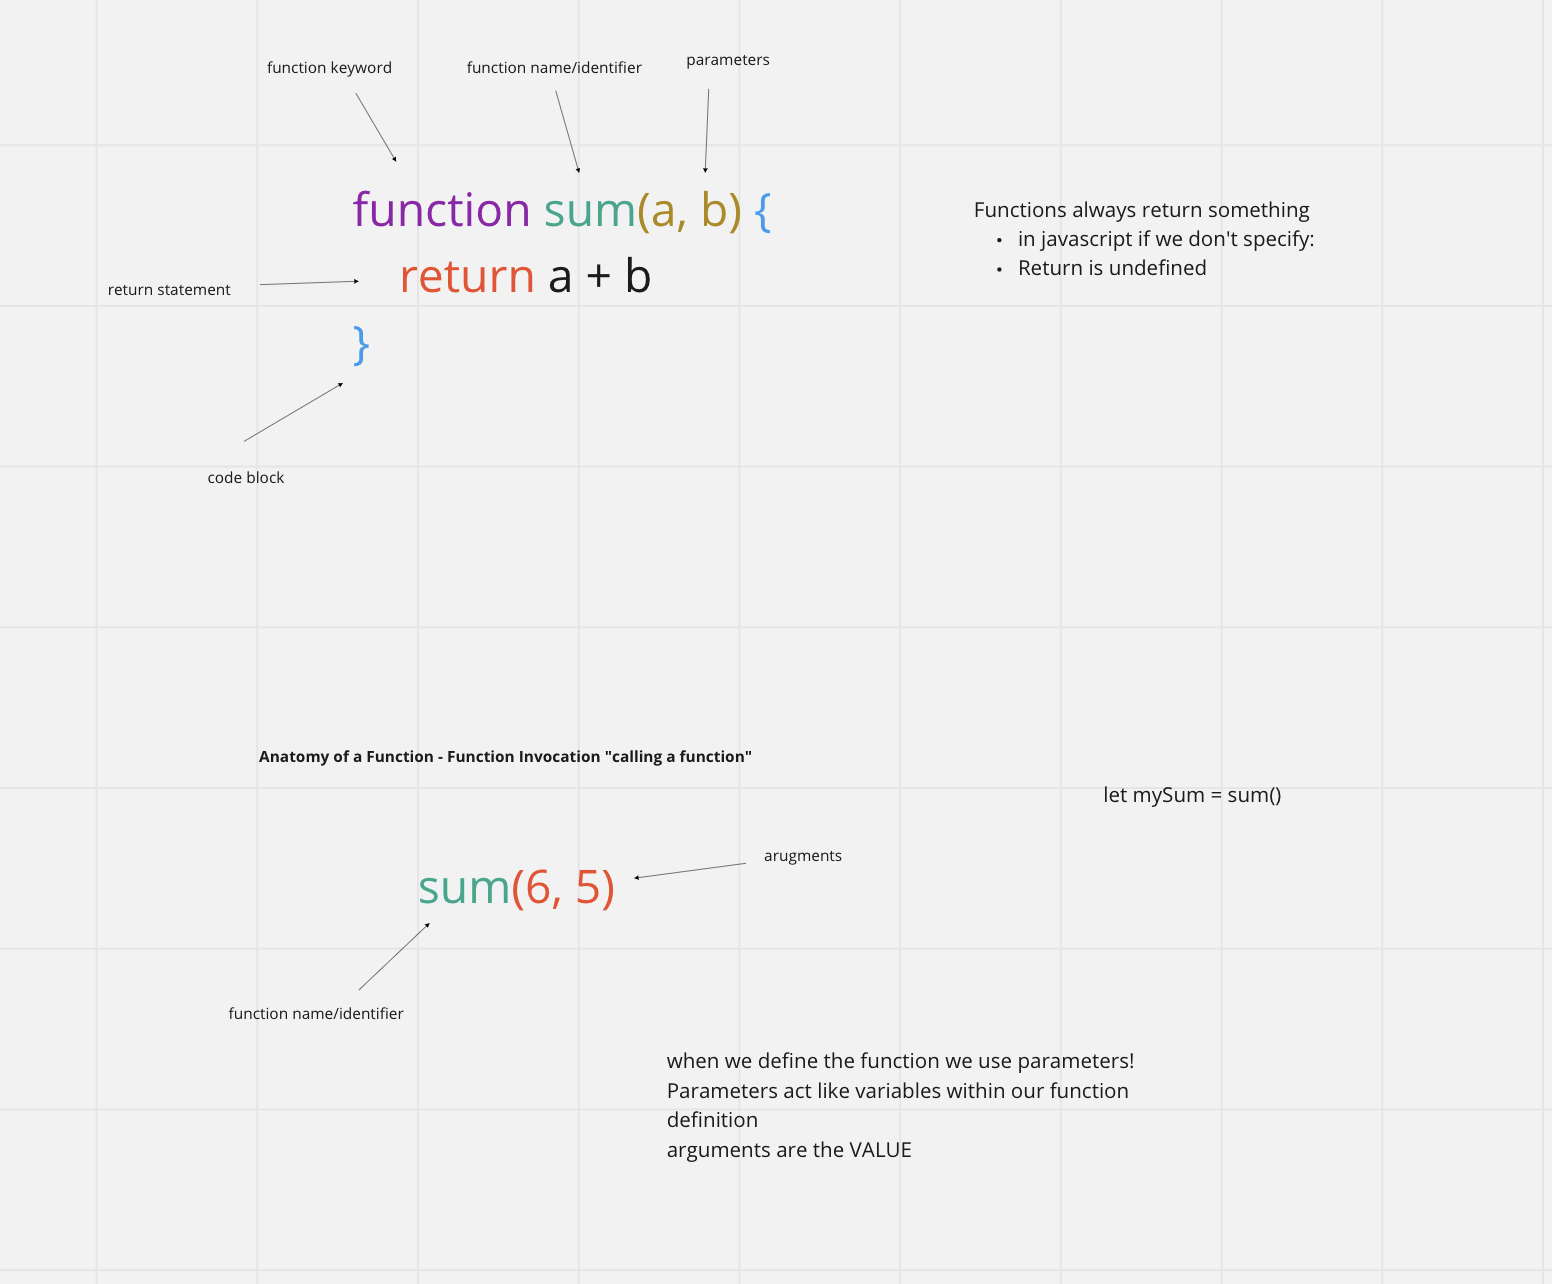 function keyword
function name/identifier
parameters
function sum(a, b) {
return a + b
}
return statement
code block
Functions always return something
• in javascript if we don't specify:
• Return is undefined
Anatomy of a Function - Function Invocation "calling a function"
let mySum = sum()
arugments
sum(6, 5)
function name/identifier
when we define the function we use parameters!
Parameters act like variables within our function
definition
arguments are the VALUE